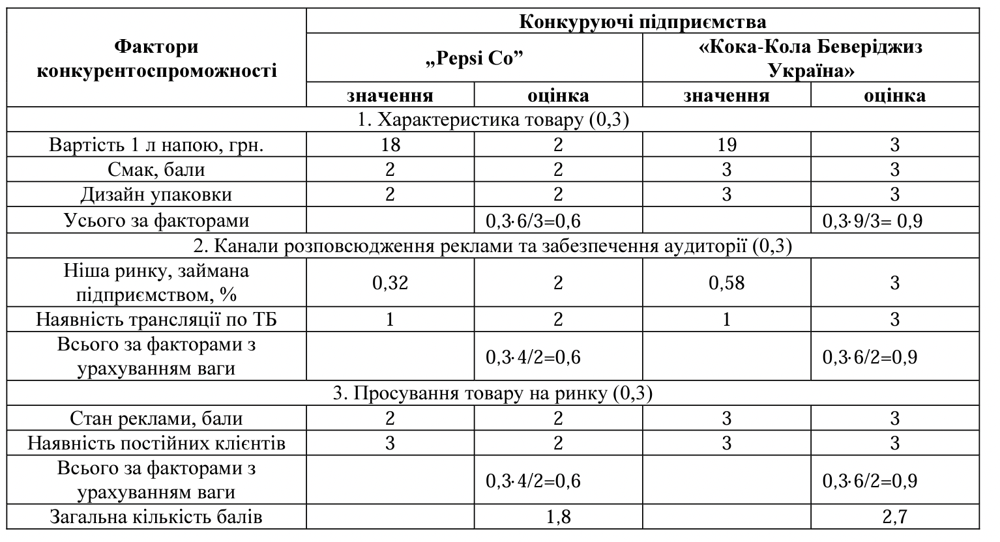 Фактори
конкурентоспроможності
Конкуруючі підприємства
„Pepsi Co”
«Кока-Кола Беверіджиз
Україна»
значення оцінка значення оцінка
1. Характеристика товару (0,3)
Вартість 1 л напою, грн. 18 2 19 3
Смак, бали 2 2 3 3
Дизайн упаковки 2 2 3 3
Усього за факторами 0,3·6/3=0,6 0,3·9/3= 0,9
2. Канали розповсюдження реклами та забезпечення аудиторії (0,3)
Ніша ринку, займана
підприємством, % 0,32 2 0,58 3
Наявність трансляції по ТБ 1 2 1 3
Всього за факторами з
урахуванням ваги 0,3·4/2=0,6 0,3·6/2=0,9
3. Просування товару на ринку (0,3)
Стан реклами, бали 2 2 3 3
Наявність постійних клієнтів 3 2 3 3
Всього за факторами з
урахуванням ваги 0,3·4/2=0,6 0,3·6/2=0,9
Загальна кількість балів 1,8 2,7